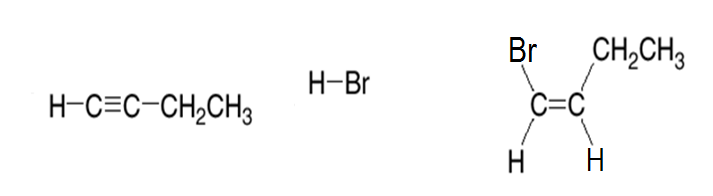 H-C≡C-CH₂CH₃
H-Br
Br CH₂CH₃
C=C
H H